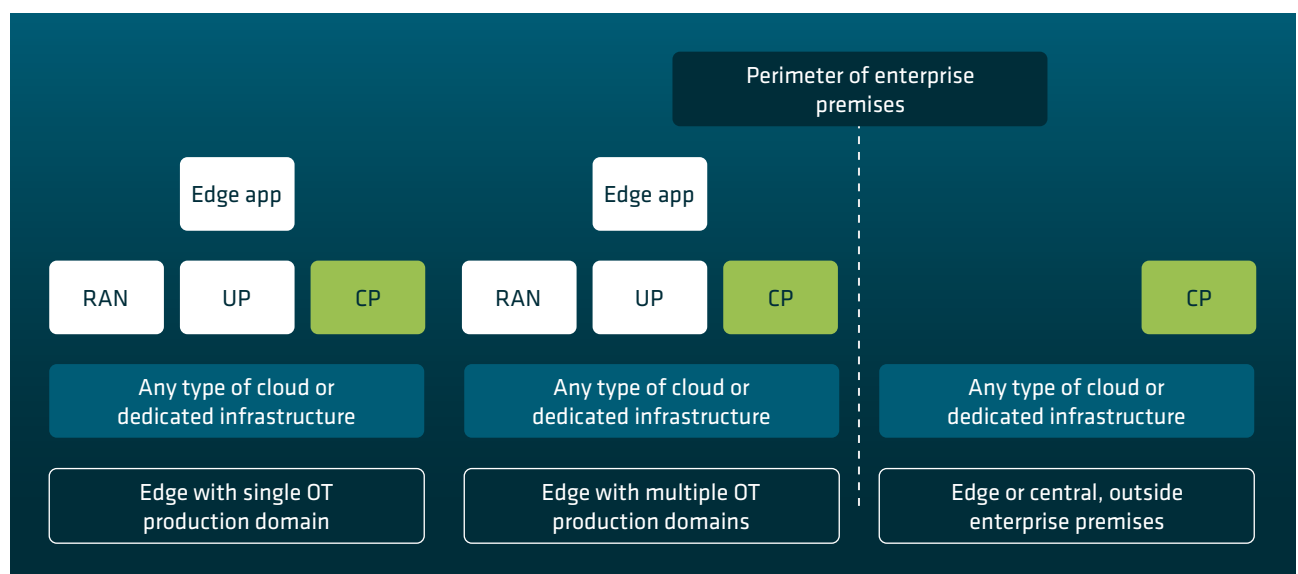 Perimeter of enterprise
premises
Edge app
Edge app
RAN
UP
CP
RAN
UP
CP
CP
Any type of cloud or
dedicated infrastructure
Any type of cloud or
dedicated infrastructure
Any type of cloud or
dedicated infrastructure
Edge with single OT
production domain
Edge with multiple OT
production domains
Edge or central, outside
enterprise premises